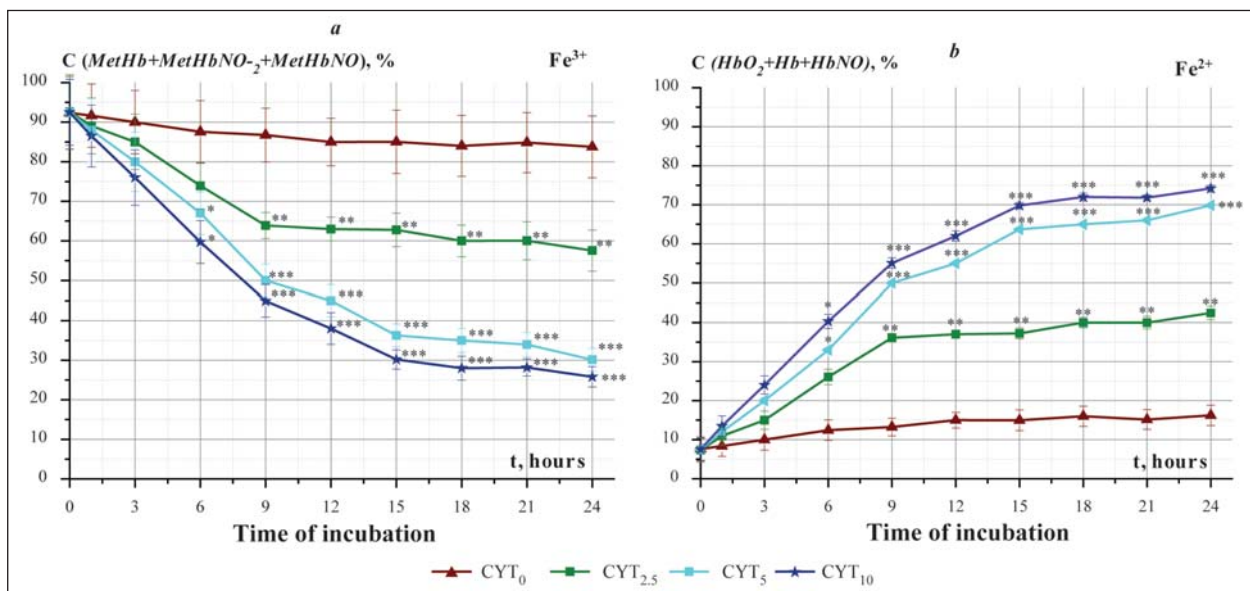 a
C (MetHb+MetHbNO-₂+MetHbNO), %
Fe³⁺
100
90
80
70
60
50
40
30
20
10
0
* ** ** ** ** ** **
* *** *** *** *** *** ***
*** *** *** *** *** ***
t, hours
0 3 6 9 12 15 18 21 24
Time of incubation
b
C (HbO₂+Hb+HbNO), %
Fe²⁺
100
90
80
70
60
50
40
30
20
10
0
* *** *** *** *** *** ***
* *** *** *** *** *** ***
** ** ** ** ** **
t, hours
0 3 6 9 12 15 18 21 24
Time of incubation
CYT₀ CYT₂.₅ CYT₅ CYT₁₀